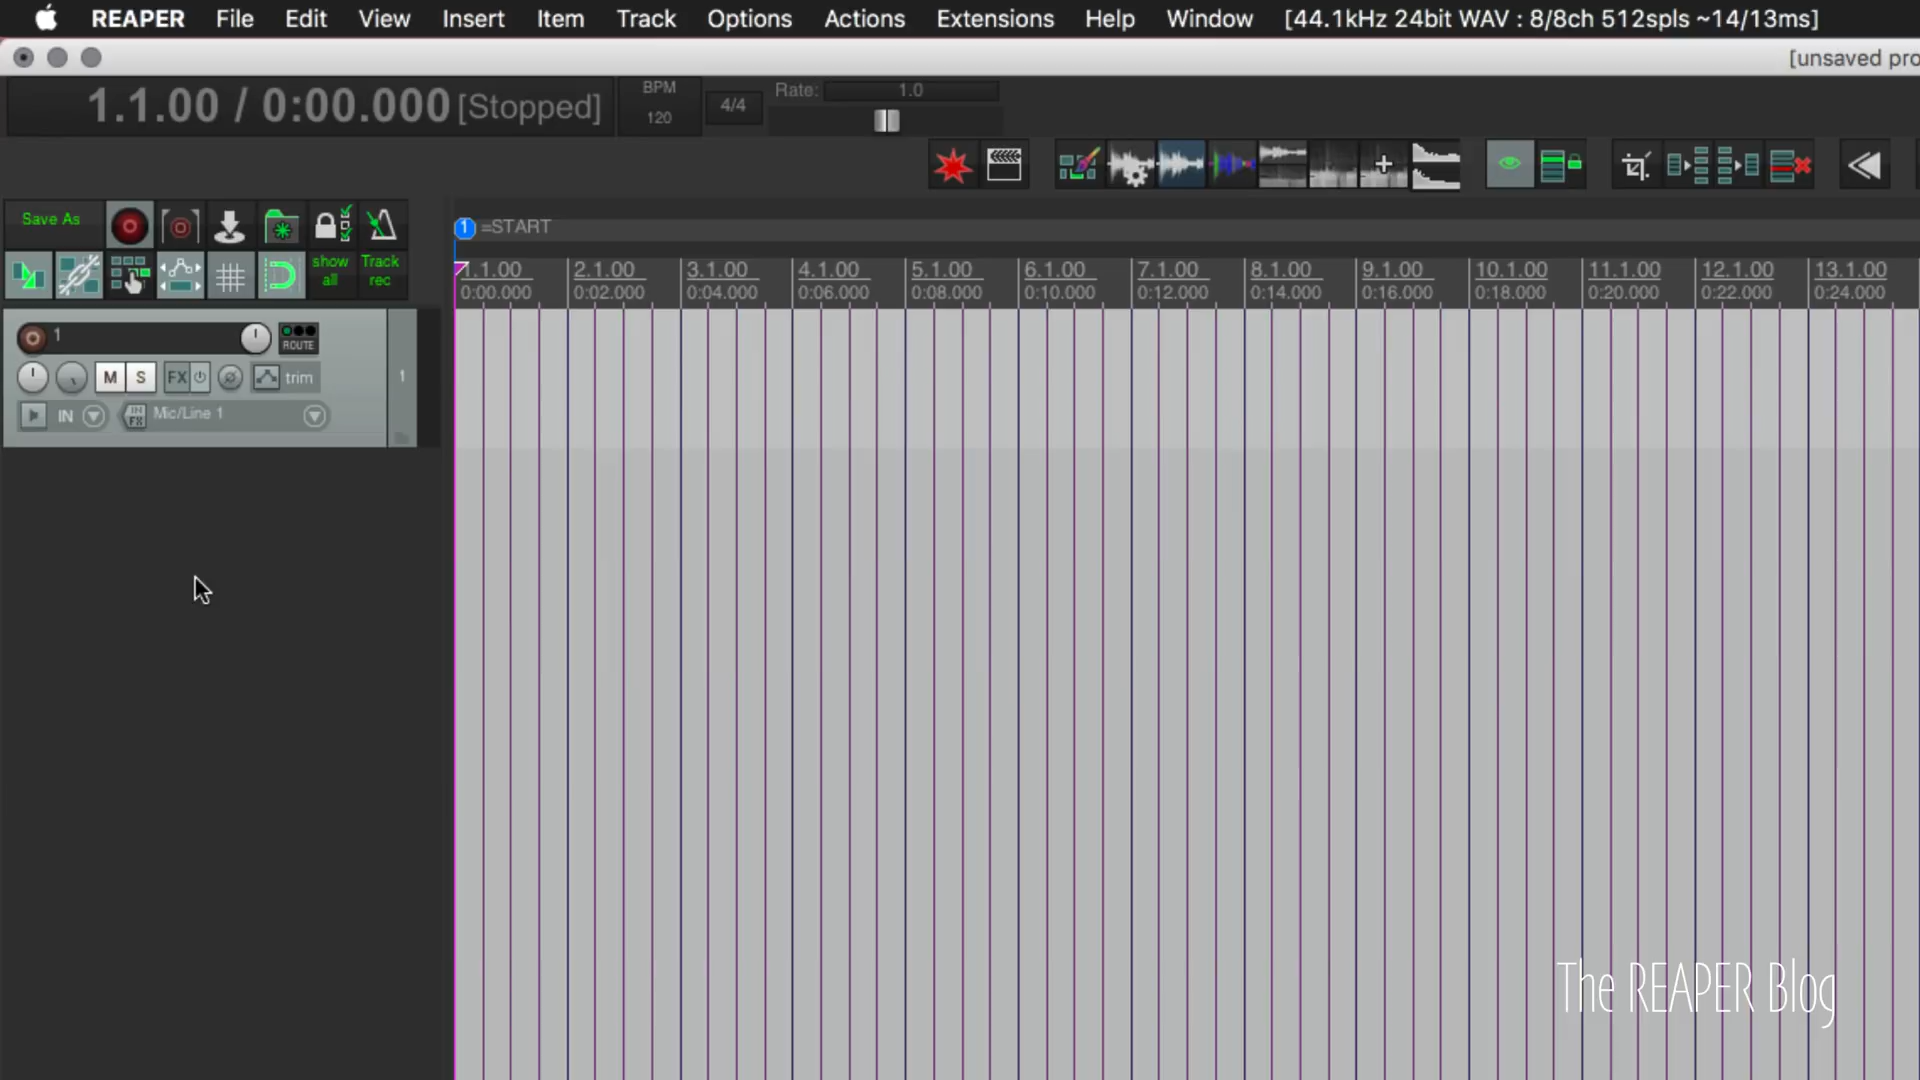 REAPER File Edit View Insert Item Track Options Actions Extensions Help Window [44.1kHz 24bit WAV : 8/8ch 512spls ~14/13ms]
[unsaved pro
1.1.00 / 0:00.000 [Stopped]
BPM
120
4/4
Rate: 1.0
Save As
show all
Track rec
1 =START
1.1.00 2.1.00 3.1.00 4.1.00 5.1.00 6.1.00 7.1.00 8.1.00 9.1.00 10.1.00 11.1.00 12.1.00 13.1.00
0:00.000 0:02.000 0:04.000 0:06.000 0:08.000 0:10.000 0:12.000 0:14.000 0:16.000 0:18.000 0:20.000 0:22.000 0:24.000
1
ROUTE
M S FX trim
1
IN
IN FX
Mic/Line 1
The REAPER Blog